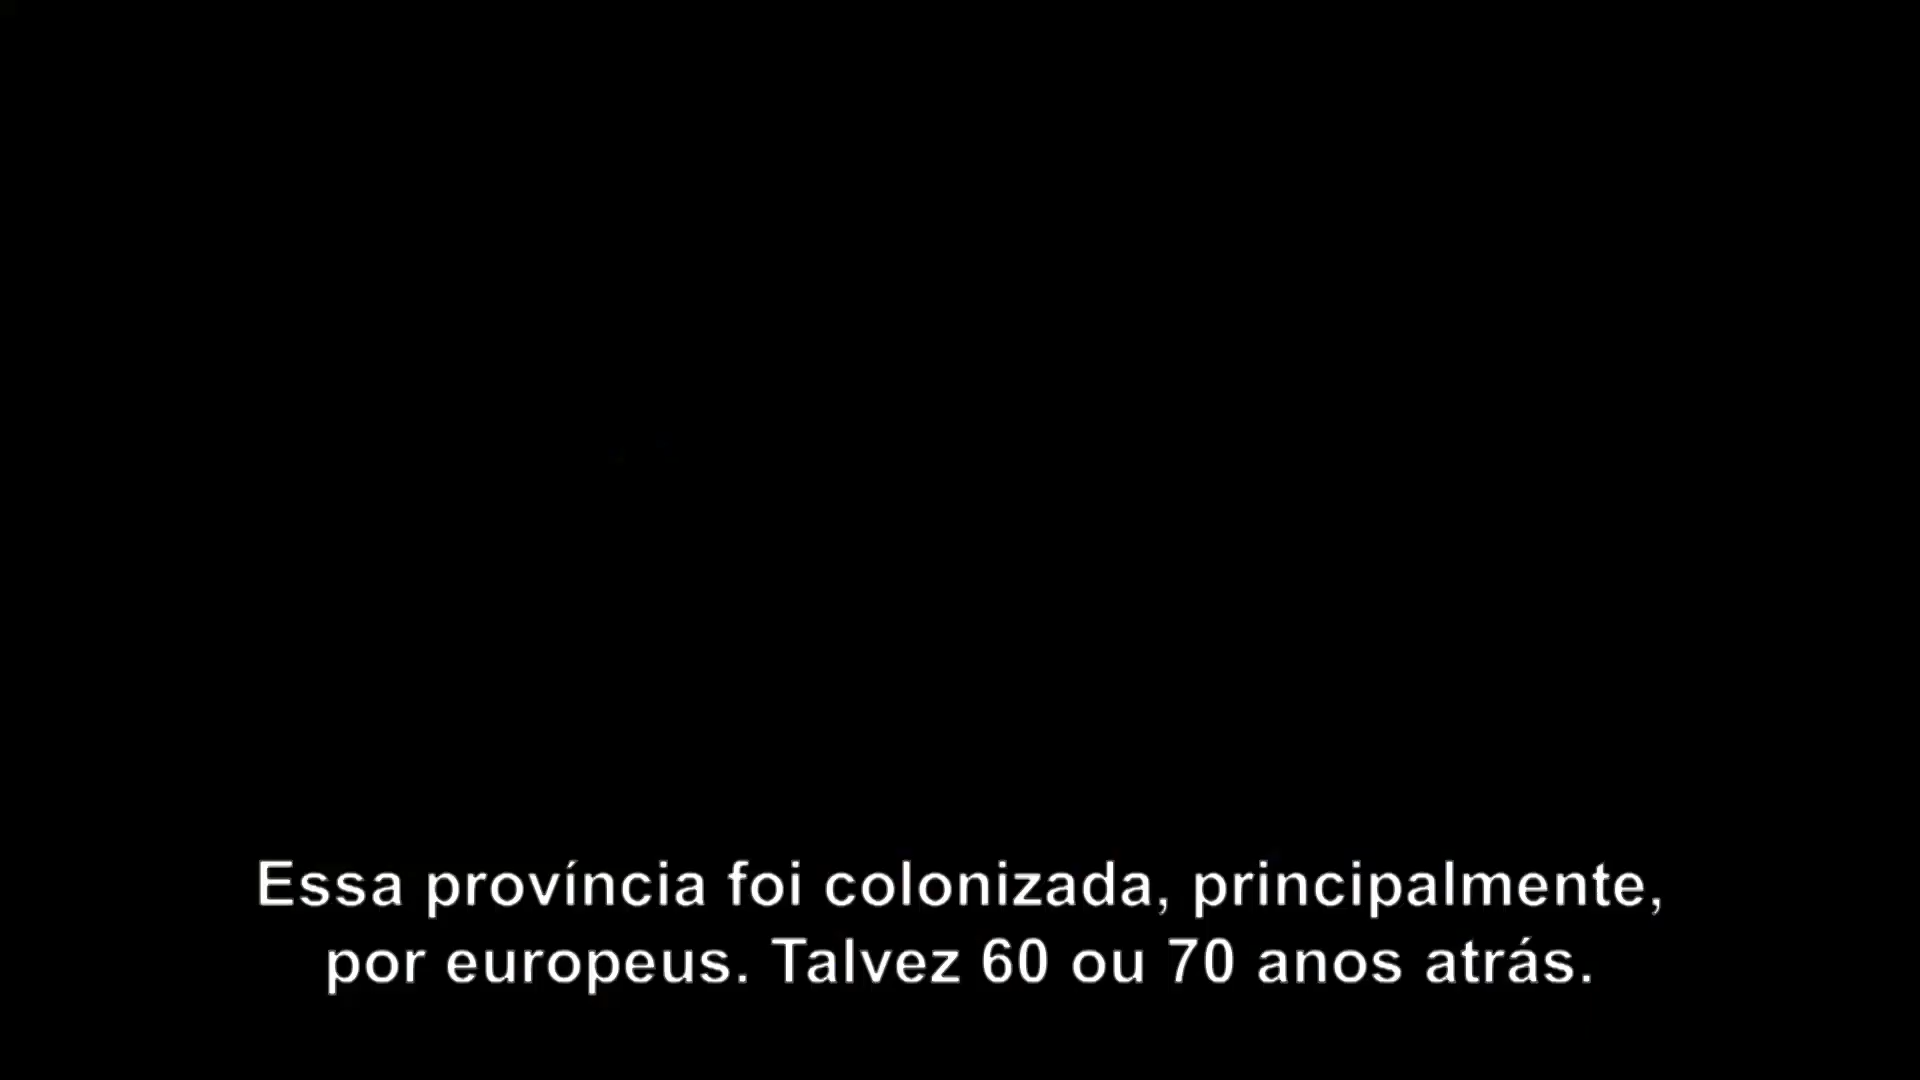 Essa província foi colonizada, principalmente,
por europeus. Talvez 60 ou 70 anos atrás.